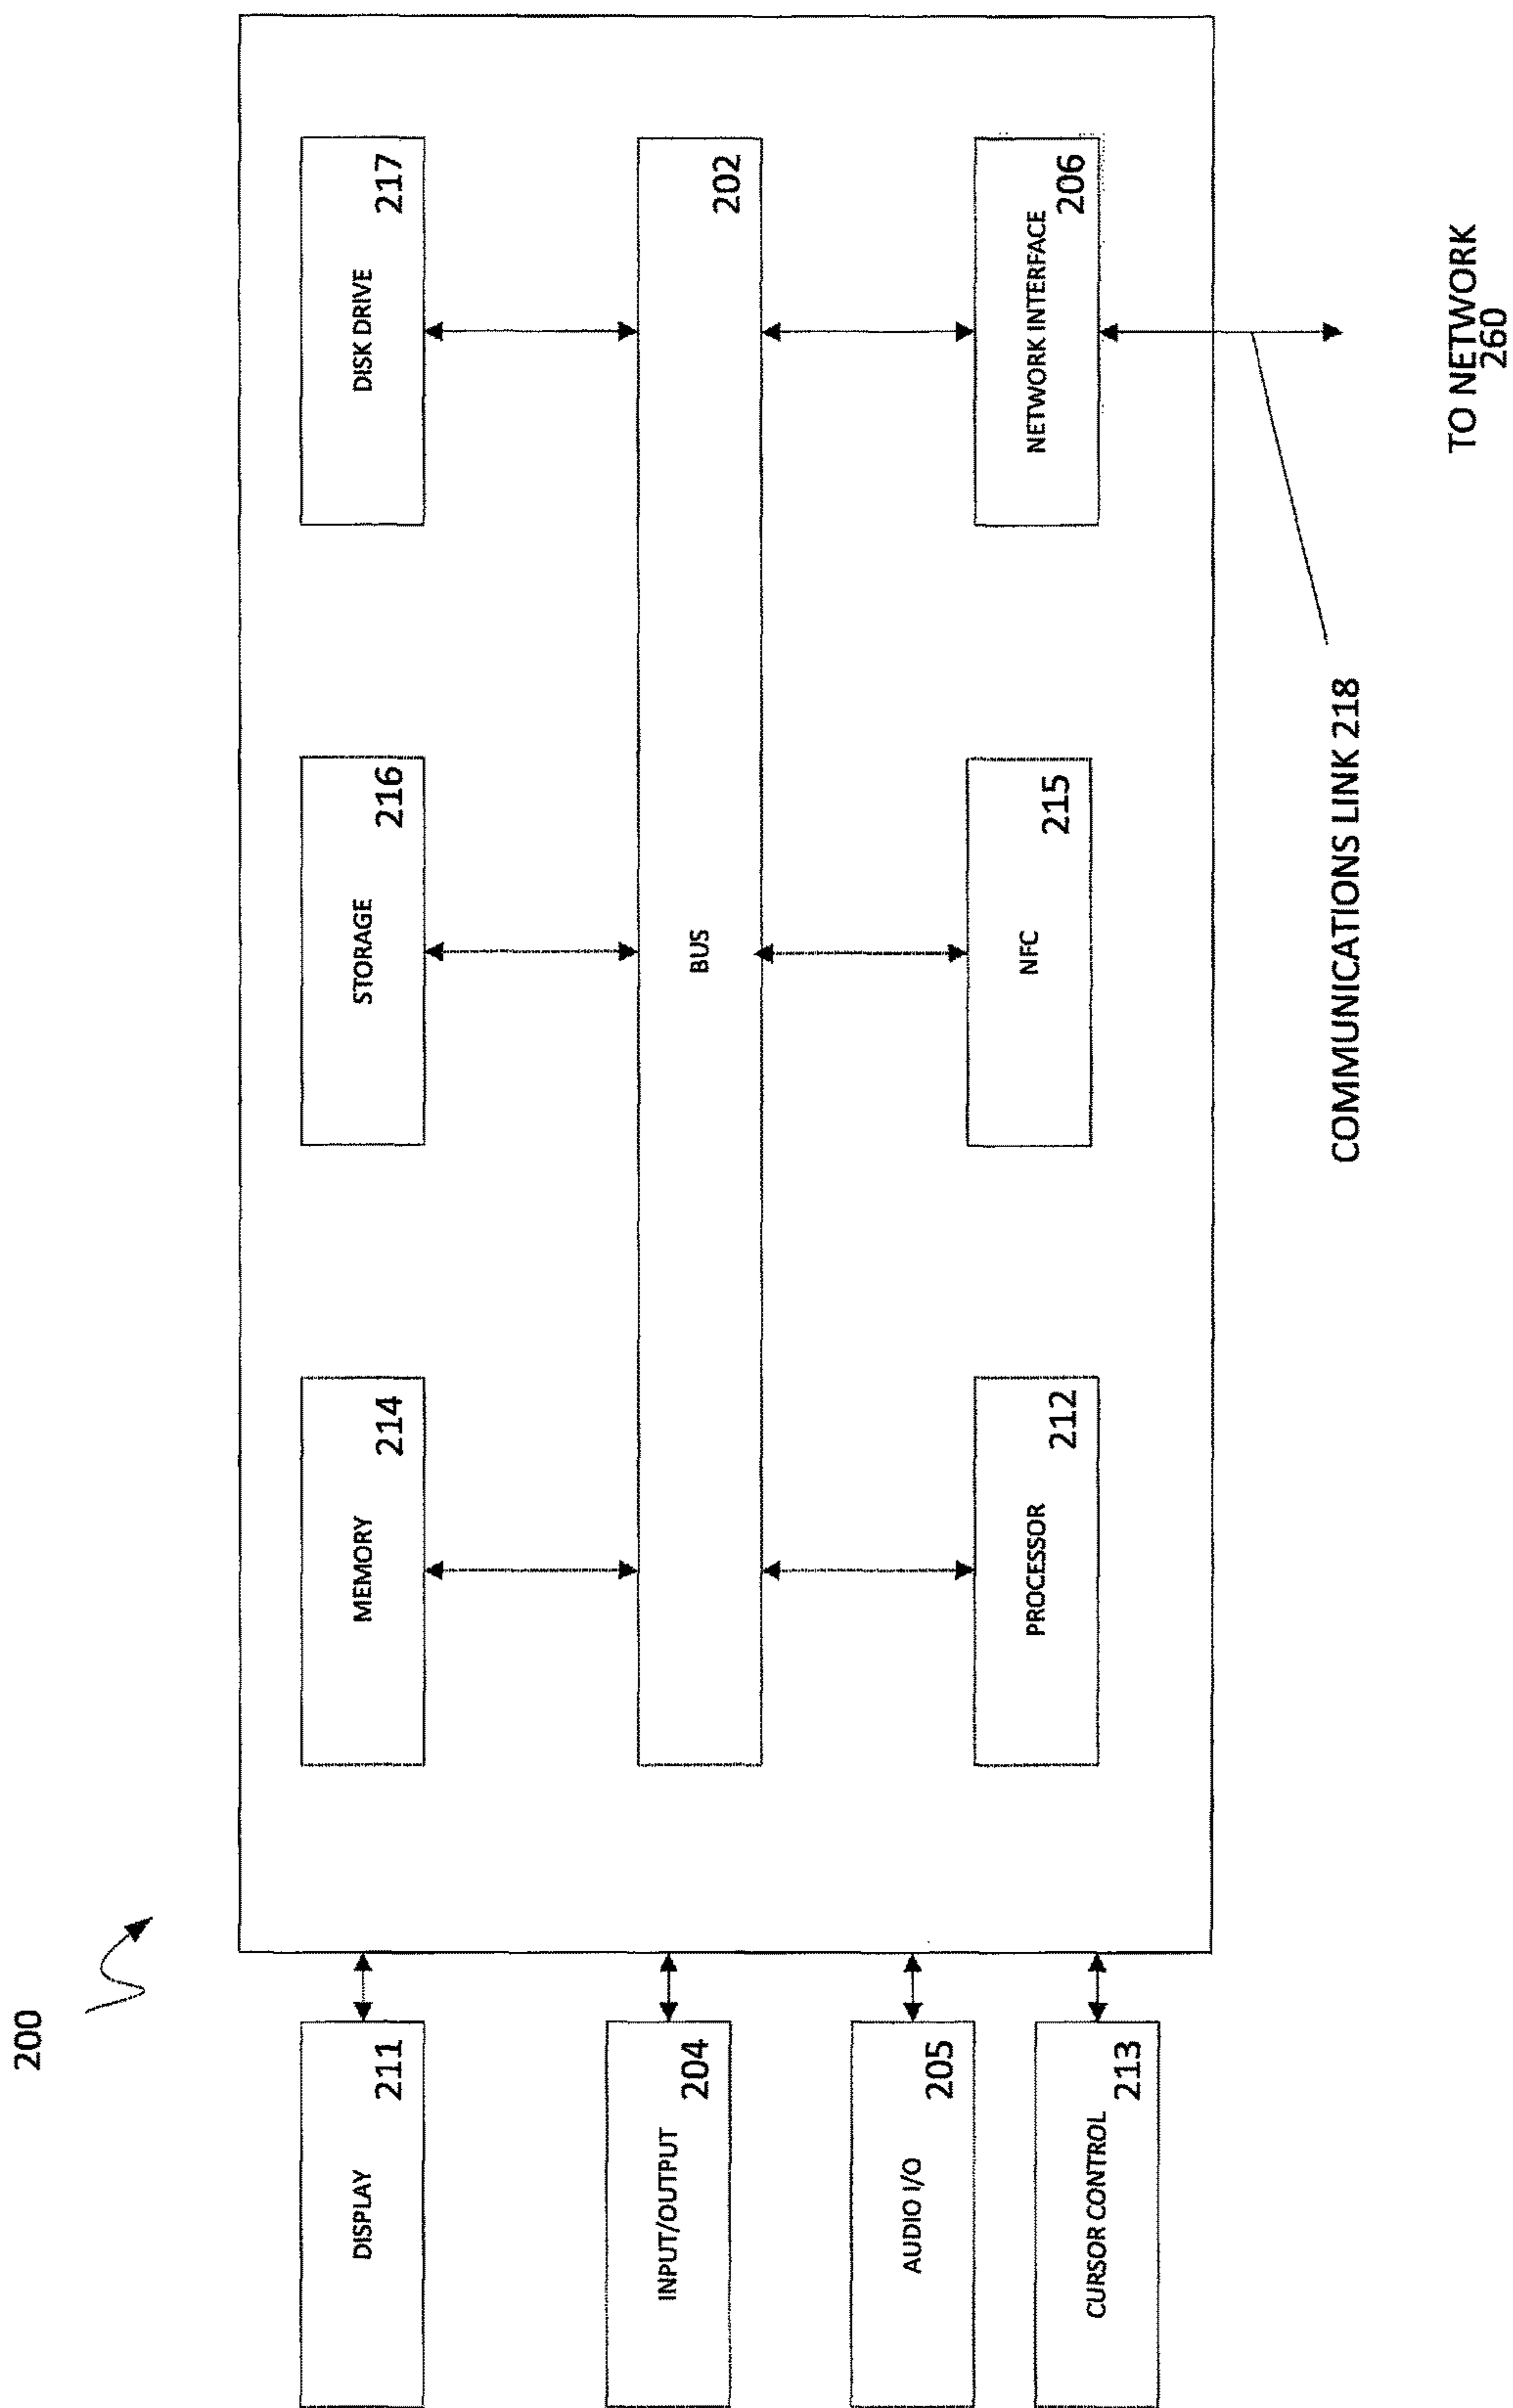 200
DISPLAY
211
INPUT/OUTPUT
204
AUDIO I/O
205
CURSOR CONTROL
213
MEMORY
214
STORAGE
216
DISK DRIVE
217
BUS
202
PROCESSOR
212
NFC
215
NETWORK INTERFACE
206
COMMUNICATIONS LINK 218
TO NETWORK
260